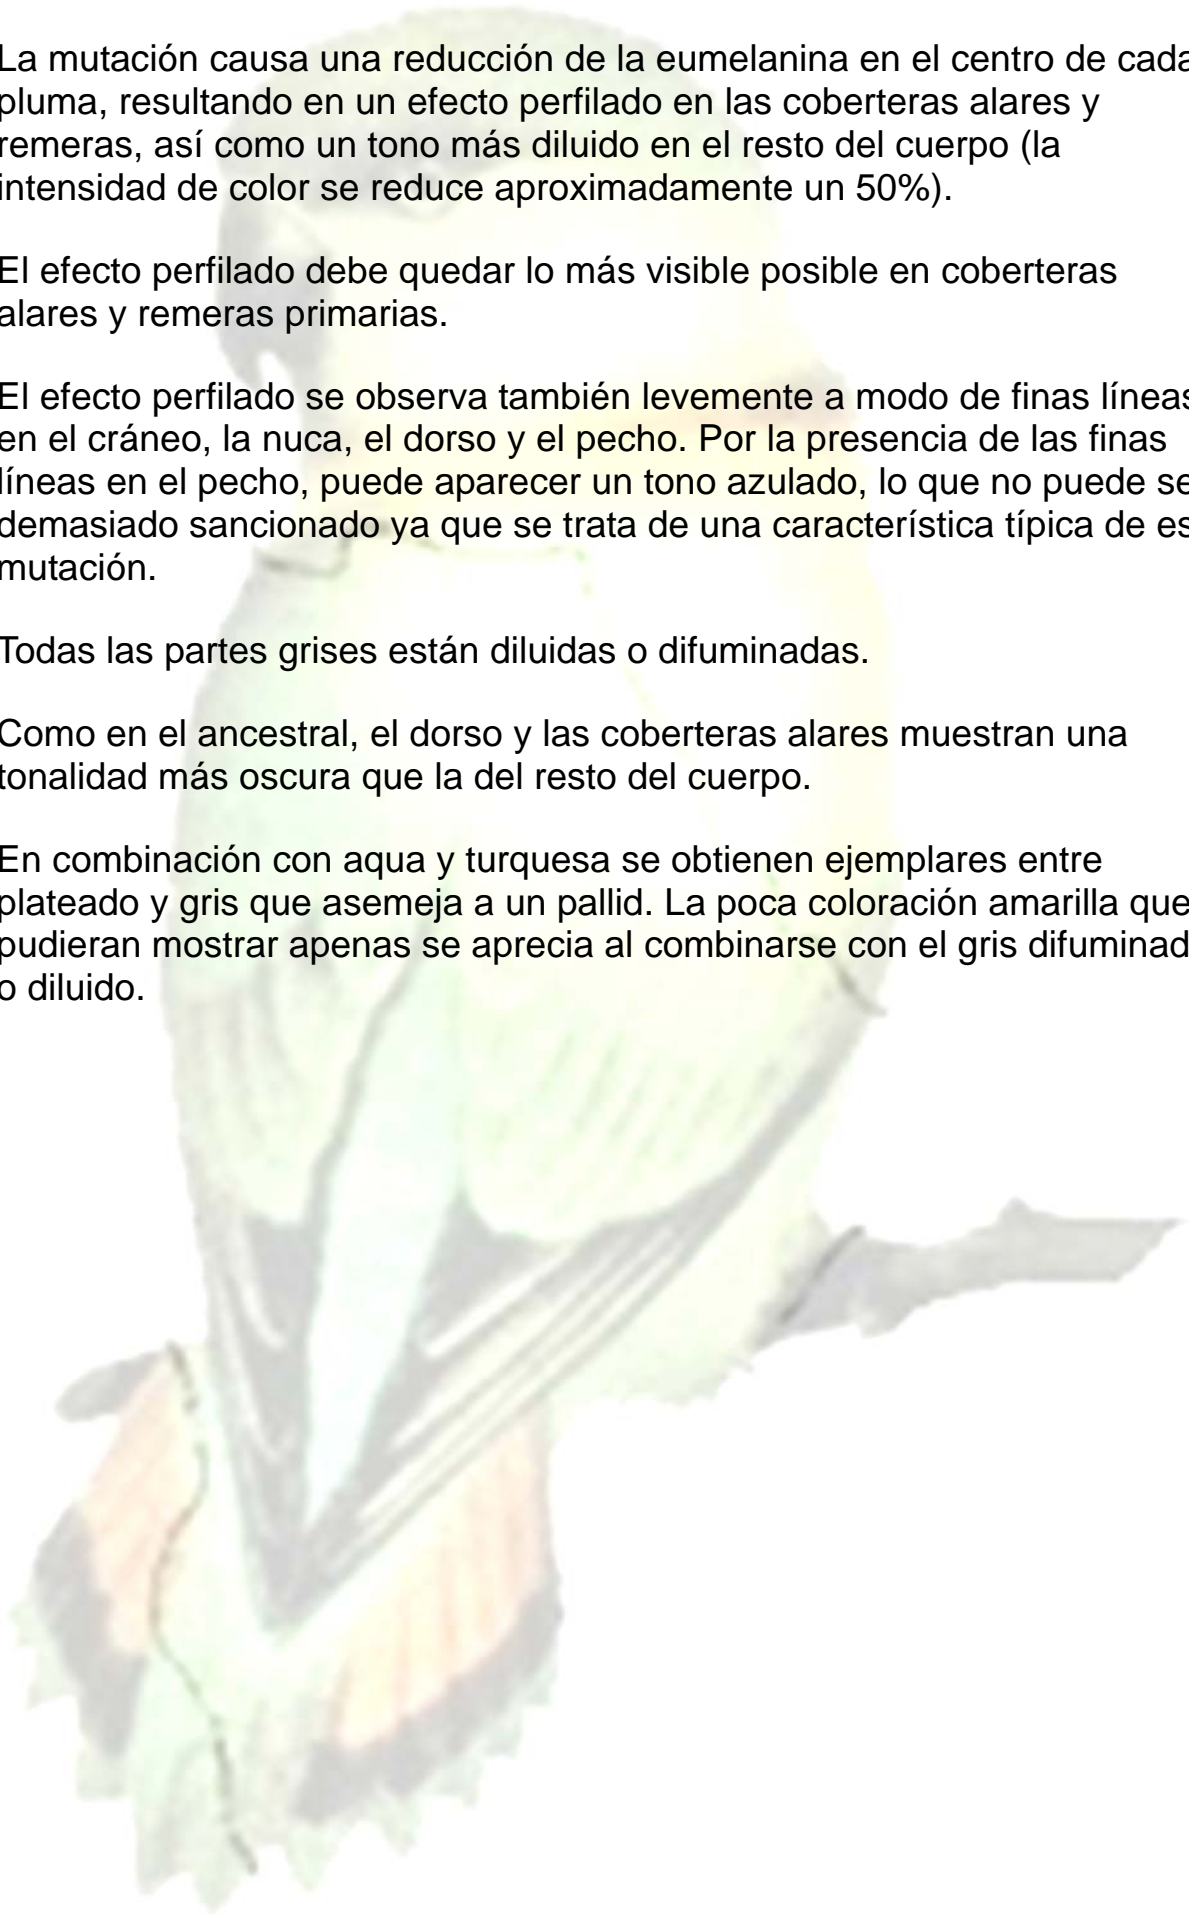 La mutación causa una reducción de la eumelanina en el centro de cada
pluma, resultando en un efecto perfilado en las coberteras alares y
remeras, así como un tono más diluido en el resto del cuerpo (la
intensidad de color se reduce aproximadamente un 50%).
El efecto perfilado debe quedar lo más visible posible en coberteras
alares y remeras primarias.
El efecto perfilado se observa también levemente a modo de finas líneas
en el cráneo, la nuca, el dorso y el pecho. Por la presencia de las finas
líneas en el pecho, puede aparecer un tono azulado, lo que no puede se
demasiado sancionado ya que se trata de una característica típica de es
mutación.
Todas las partes grises están diluidas o difuminadas.
Como en el ancestral, el dorso y las coberteras alares muestran una
tonalidad más oscura que la del resto del cuerpo.
En combinación con aqua y turquesa se obtienen ejemplares entre
plateado y gris que asemeja a un pallid. La poca coloración amarilla que
pudieran mostrar apenas se aprecia al combinarse con el gris difuminad
o diluido.